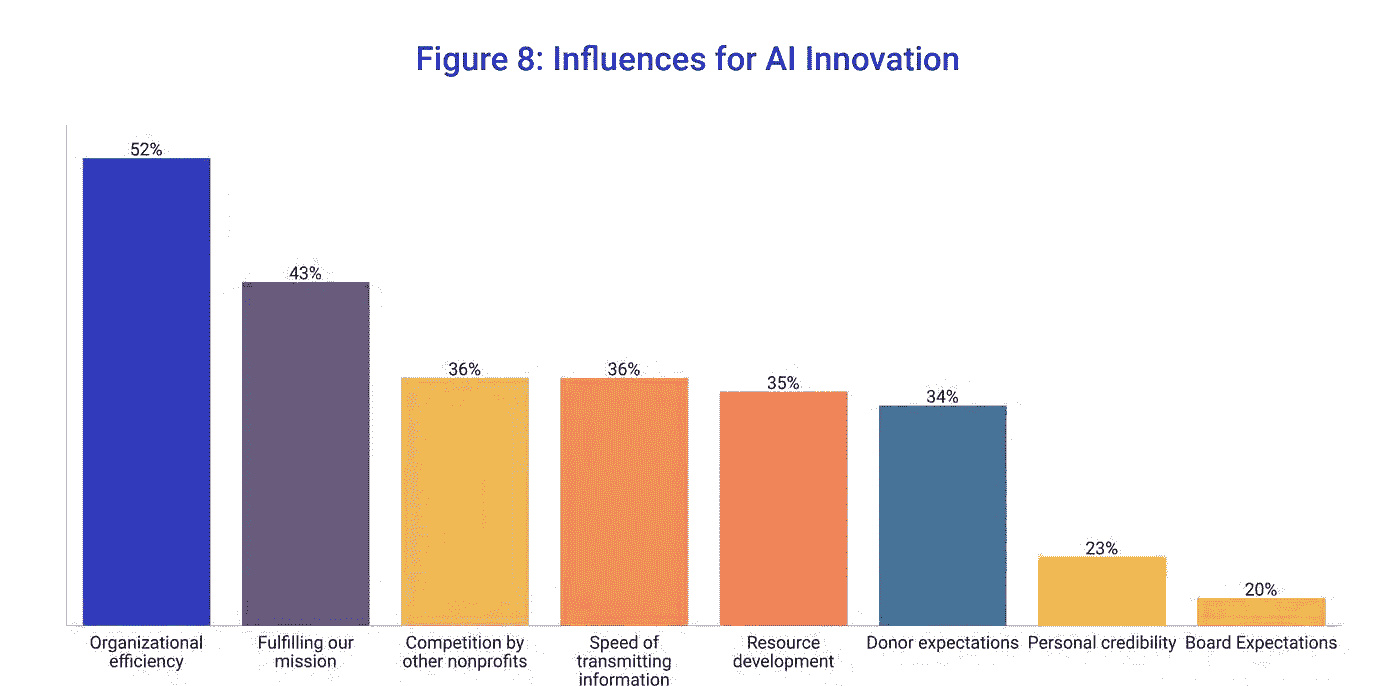 Figure 8: Influences for AI Innovation
52%
43%
36%
36%
35%
34%
23%
20%
Organizational
efficiency
Fulfilling our
mission
Competition by
other nonprofits
Speed of
transmitting
information
Resource
development
Donor expectations
Personal credibility
Board Expectations